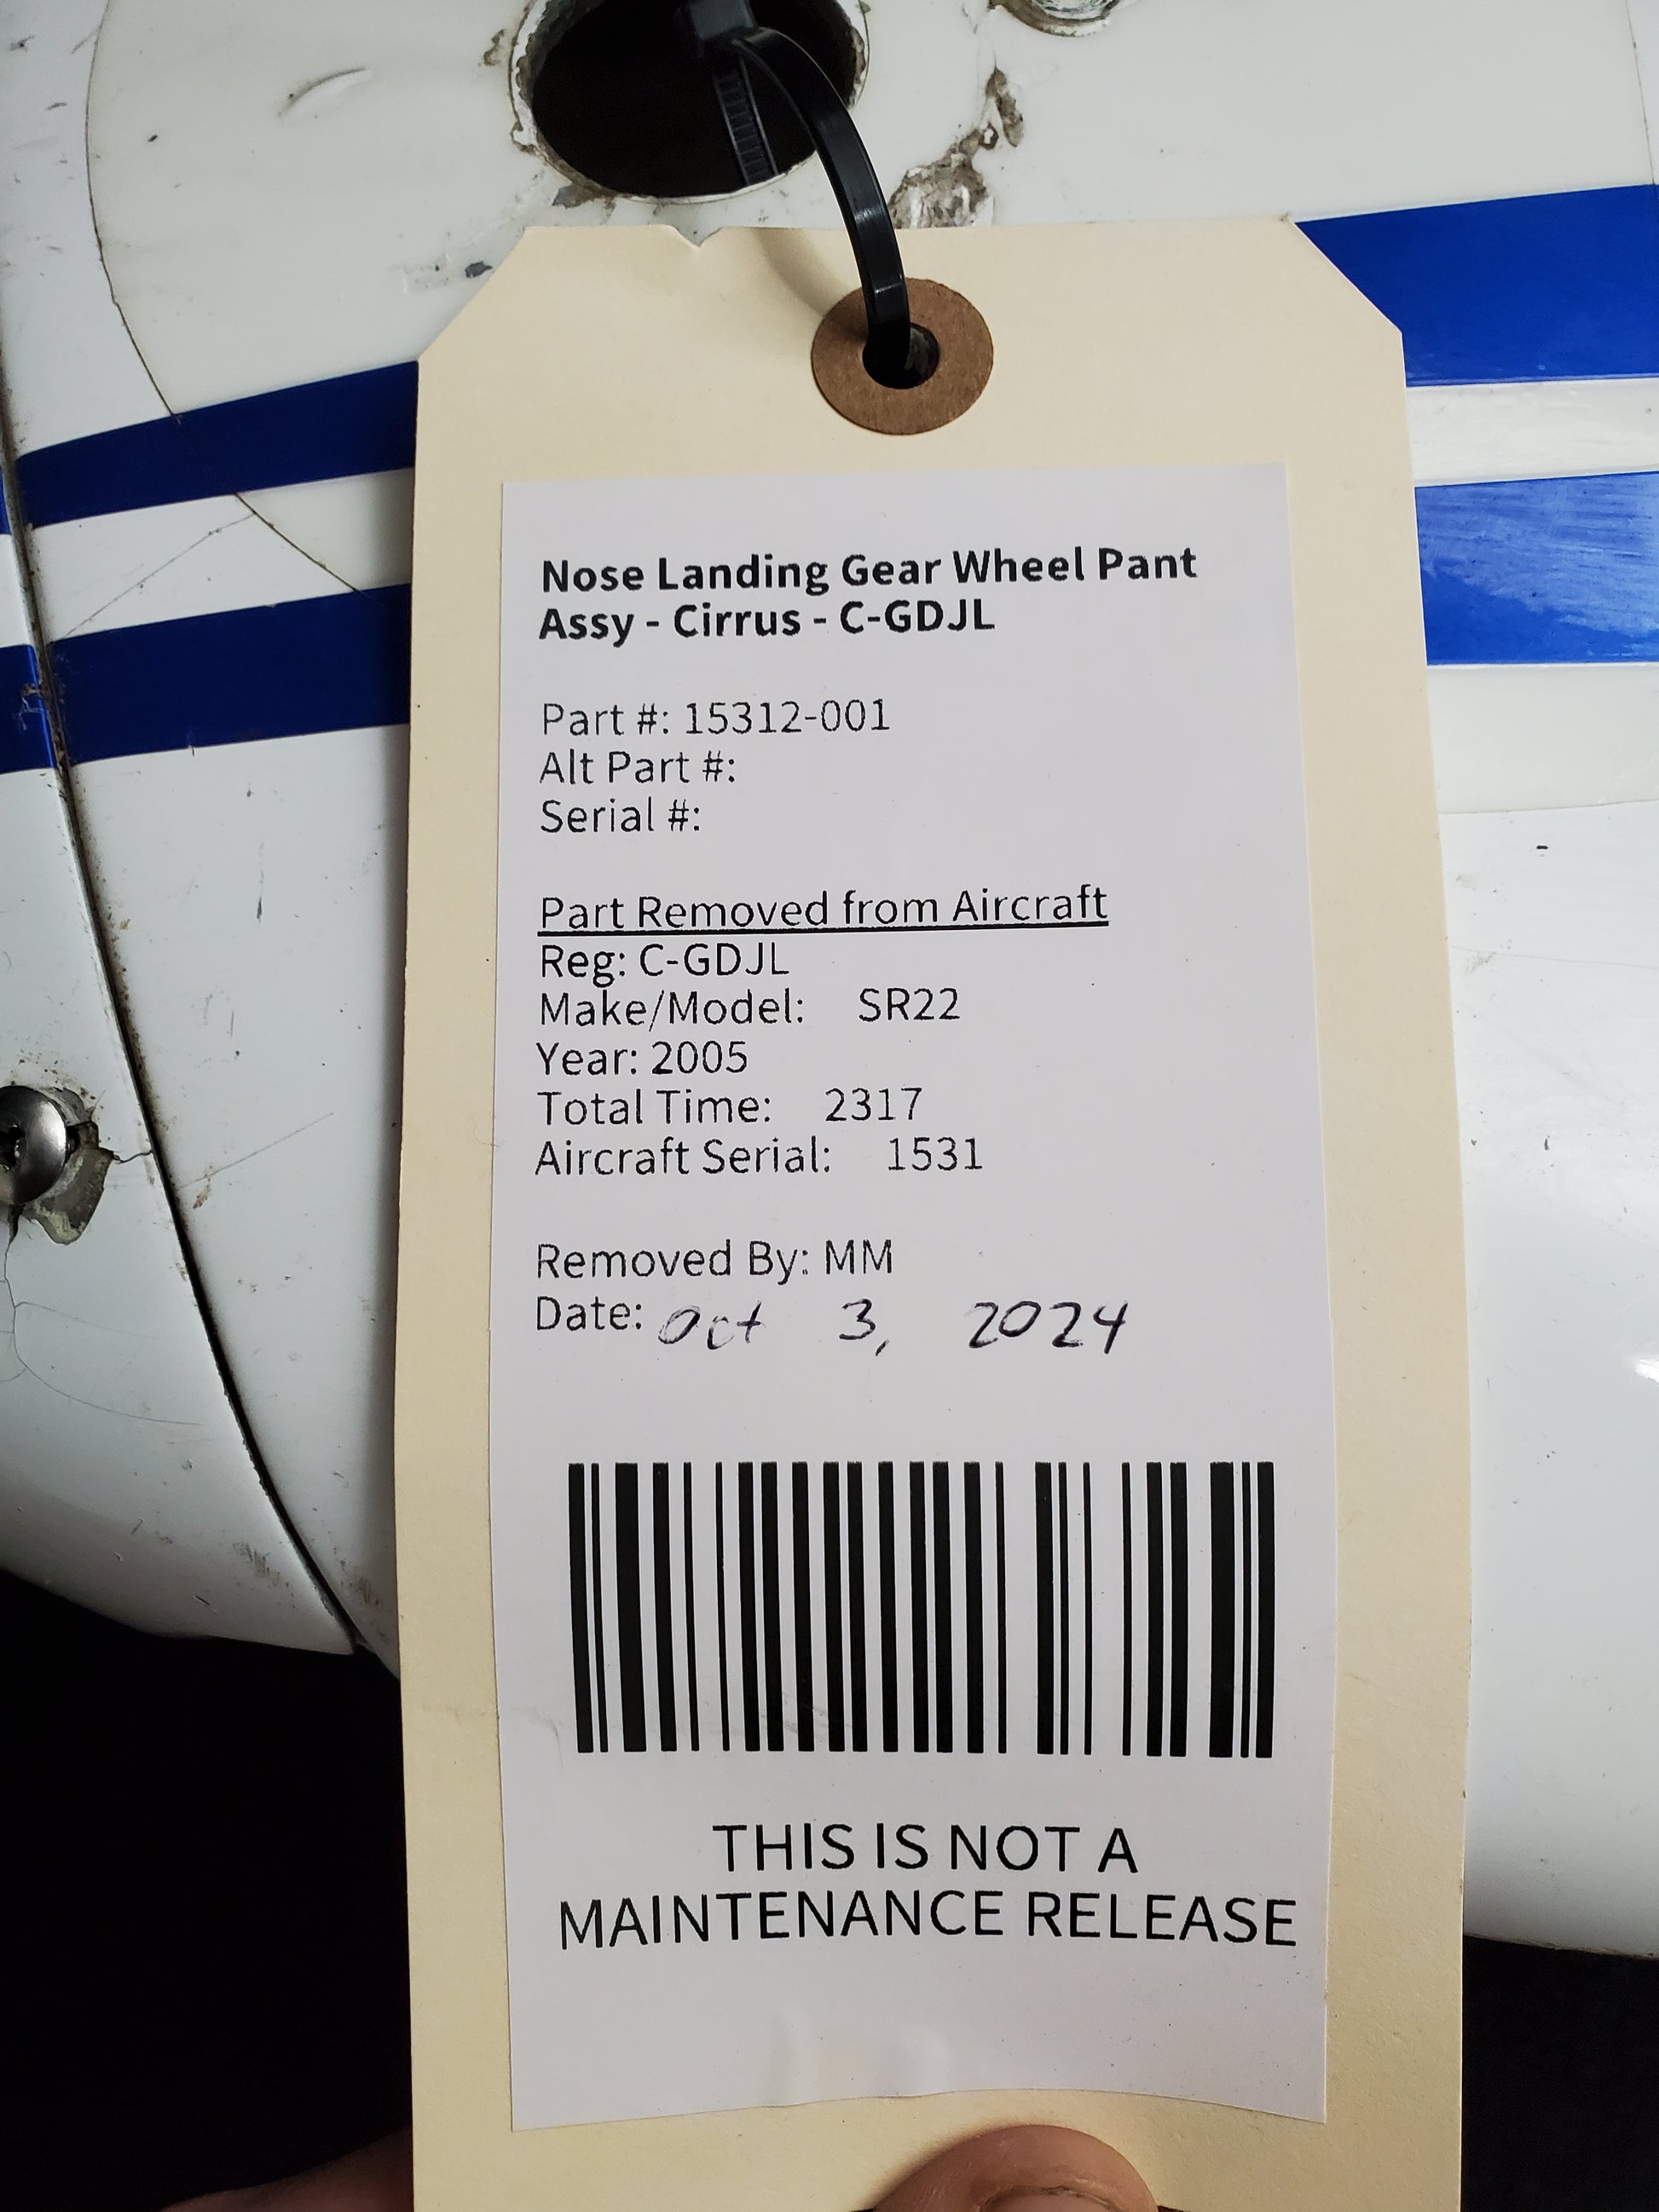 Nose Landing Gear Wheel Pant
Assy - Cirrus - C-GDJL
Part #: 15312-001
Alt Part #:
Serial #:
Part Removed from Aircraft
Reg: C-GDJL
Make/Model: SR22
Year: 2005
Total Time: 2317
Aircraft Serial: 1531
Removed By: MM
Date: Oct 3, 2024
THIS IS NOT A
MAINTENANCE RELEASE